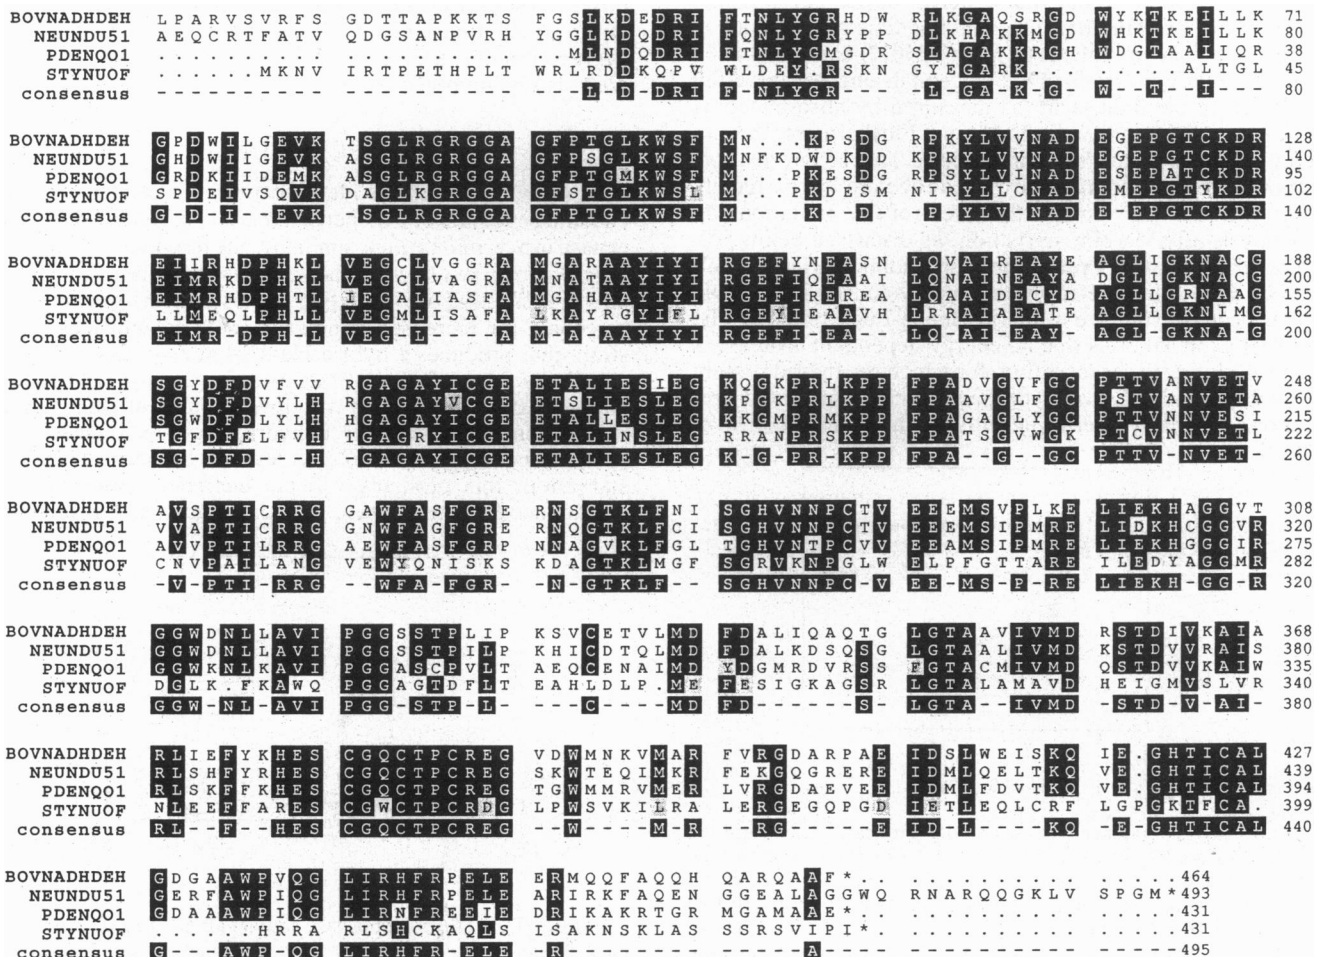 BOVNADHDEH LPARVSVRFS GDTTAPKKTS FGSLKDEDRI FTNLYGRHDW RLKGAQSRGD WYKTKEILLK 71
NEUNDU51 AEQCRTFATV QDGSANPVRH YGGLKDQDRI FQNLYGRYPP DLKHAKKMGD WHKTKEILLK 80
PDENQO1 .......... .......... ...MLNDQDRI FTNLYGMGDR SLAGAKKRGH WDGTAAIIQR 38
STYNUOF ......MKNV IRTPETHPLT WRLRDDKQPV WLDEY.RSKN GYEGARK... .....ALTGL 45
consensus ---------- ---------- ---L-D-DRI F-NLYGR--- -L-GA-K-G- W--T--I--- 80
BOVNADHDEH GPDWILGEVK TSGLRGRGGA GFPTGLKWSF MN...KPSDG RPKYLVVNAD EGEPGTCKDR 128
NEUNDU51 GHDWIIGEVK ASGLRGRGGA GFPSGLKWSF MNFKDWDKDD KPRYLVVNAD EGEPGTCKDR 140
PDENQO1 GRDKIIDEMK ASGLRGRGGA GFPTGMKWSF M...PKESDG RPSYLVINAD ESEPATCKDR 95
STYNUOF SPDEIVSQVK DAGLKGRGGA GFSTGLKWSL M...PKDESM NIRYLLCNAD EMEPGTYKDR 102
consensus G-D-I--EVK -SGLRGRGGA GFPTGLKWSF M----K--D- -P-YLV-NAD E-EPGTCKDR 140
BOVNADHDEH EIIRHDPHKL VEGCLVGGRA MGARAAYIYI RGEFYNEASN LQVAIREAYE AGLIGKNACG 188
NEUNDU51 EIMRKDPHKL VEGCLVAGRA MNATAAYIYI RGEFIQEAAI LQNAINEAYA DGLIGKNACG 200
PDENQO1 EIMRHDPHTL IEGALIASFA MGAHAAYIYI RGEFIREREA LQAAIDECYD AGLLGRNAAG 155
STYNUOF LLMEQLPHLL VEGMLISAFA LKAYRGYIFL RGEYIEAAVH LRRAIAEATE AGLLGKNIMG 162
consensus EIMR-DPH-L VEG-L----A M-A-AAYIYI RGEFI-EA-- LQ-AI-EAY- AGL-GKNA-G 200
BOVNADHDEH SGYDFDVFVV RGAGAYICGE ETALIESIEG KQGKPRLKPP FPADVGVFGC PTTVANVETV 248
NEUNDU51 SGYDFDVYLH RGAGAYVCGE ETSLIESLEG KPGKPRLKPP FPAAVGLFGC PSTVANVETA 260
PDENQO1 SGWDFDLYLH HGAGAYICGE ETALLESLEG KKGMPRMKPP FPAGAGLYGC PTTVNNVESI 215
STYNUOF TGFDFELFVH TGAGRYICGE ETALINSLEG RRANPRSKPP FPATSGVWGK PTCVNNVETL 222
consensus SG-DFD---H -GAGAYICGE ETALIESLEG K-G-PR-KPP FPA--G--GC PTTV-NVET- 260
BOVNADHDEH AVSPTICRRG GAWFASFGRE RNSGTKLFNI SGHVNNPCTV EEEMSVPLKE LIEKHAGGVT 308
NEUNDU51 VVAPTICRRG GNWFAGFGRE RNQGTKLFCI SGHVNNPCTV EEEMSIPMRE LIDKHCGGVR 320
PDENQO1 AVVPTILRRG AEWFASFGRP NNAGVKLFGL TGHVNTPCVV EEAMSIPMRE LIEKHGGGIR 275
STYNUOF CNVPAILANG VEWYQNISKS KDAGTKLMGF SGRVKNPGLW ELPFGTTARE ILEDYAGGMR 282
consensus -V-PTI-RRG --WFA-FGR- -N-GTKLF-- SGHVNNPC-V EE-MS-P-RE LIEKH-GG-R 320
BOVNADHDEH GGWDNLLAVI PGGSSTPLIP KSVCETVLMD FDALIQAQTG LGTAAVIVMD RSTDIVKAIA 368
NEUNDU51 GGWDNLLAVI PGGSSTPILP KHICDTQLMD FDALKDSQSG LGTAAVIVMD KSTDVVRAIS 380
PDENQO1 GGWKNLKAVI PGGASCPVLT AEQCENAIMD YDGMRDVRSS FGTACMIVMD QSTDVVKAIW 335
STYNUOF DGLK.FKAWQ PGGAGTDFLT EAHLDLP.ME FESIGKAGSR LGTALAMAVD HEIGMVSLVR 340
consensus GGW-NL-AVI PGG-STP-L- ---C---MD FD------S- LGTA--IVMD -STD-V-AI- 380
BOVNADHDEH RLIEFYKHES CGQCTPCREG VDWMNKVMAR FVRGDARPAE IDSLWEISKQ IE.GHTICAL 427
NEUNDU51 RLSHFYRHES CGQCTPCREG SKWTEQIMKR FEKGQGRERE IDMLQELTKQ VE.GHTICAL 439
PDENQO1 RLSKFFKHES CGQCTPCREG TGWMMRVMER LVRGDAEVEE IDMLFDVTKQ VE.GHTICAL 394
STYNUOF NLEEFFARES CGWCTPCRDG LPWSVKILRA LERGEGQPGD IETLEQLCRF LGPGKTFCA. 399
consensus RL--F--HES CGQCTPCREG --W----M-R --RG-----E ID-L----KQ -E-GHTICAL 440
BOVNADHDEH GDGAAWPVQG LIRHFRPELE ERMQQFAQQH QARQAAF*.. .......... .....464
NEUNDU51 GERFAWPIQG LIRHFRPELE ARIRKFAQEN GGEALAGGWQ RNARQQGKLV SPGM*493
PDENQO1 GDAAAWPIQG LIRNFREEIE DRIKAKRTGR MGAMAAE*.. .......... .....431
STYNUOF ......HRRA RLSHCKAQLS ISAKNSKLAS SSRSVIPI*. .......... .....431
consensus G---AWP-QG LIRHFR-ELE -R-------- -----A---- ---------- -----495